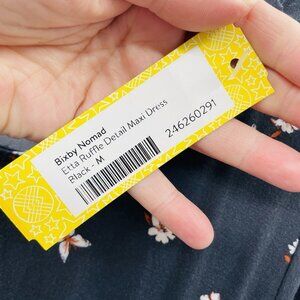 Bixby Nomad
Etta Ruffle Detail Maxi Dress
Black - M
246260291